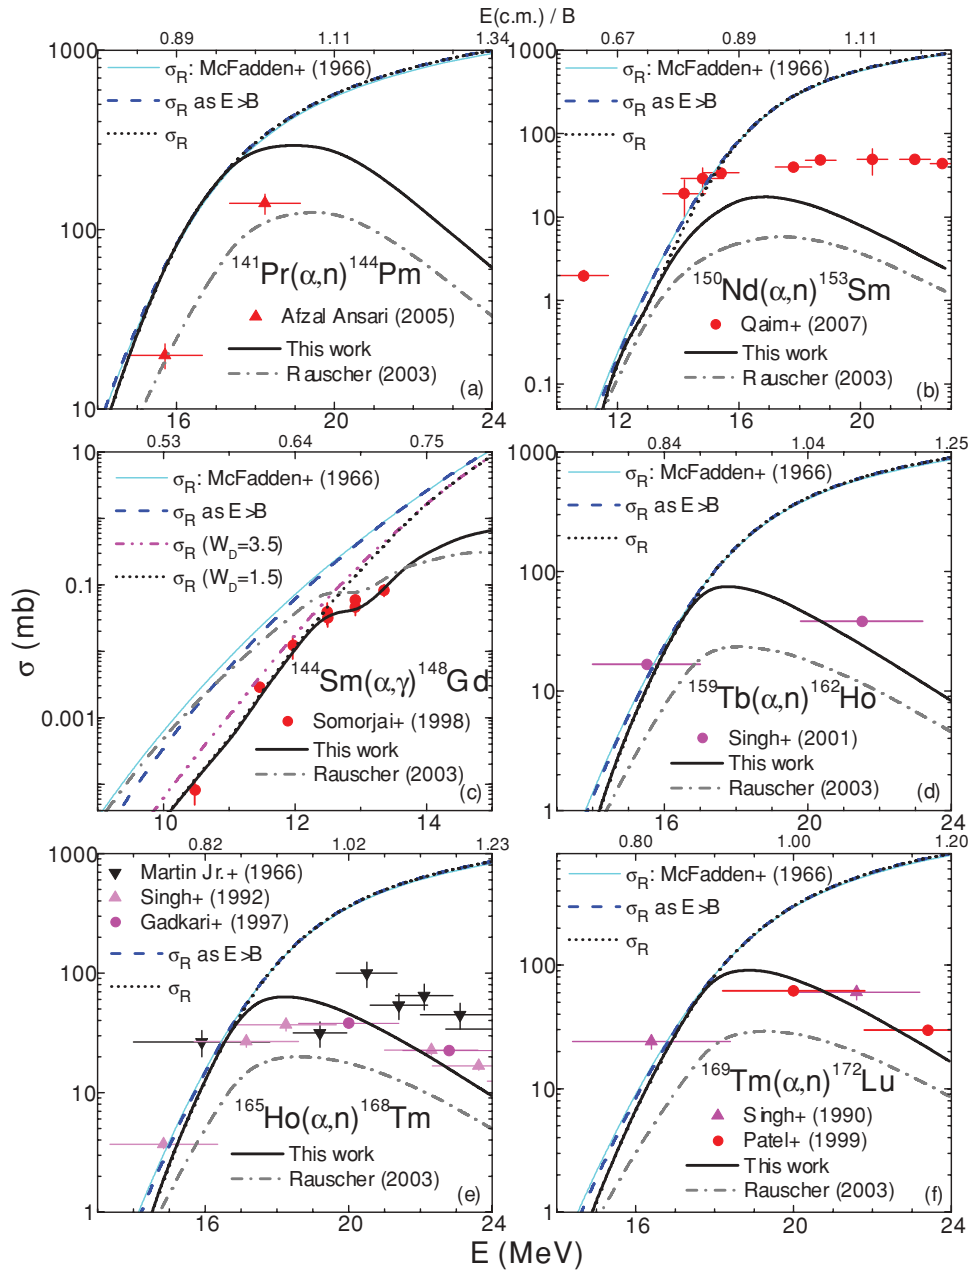 E(c.m.) / B
0.89 1.11 1.34
1000
σR: McFadden+ (1966)
σR as E>B
σR
100
141Pr(α,n)144Pm
Afzal Ansari (2005)
This work
Rauscher (2003)
(a)
10
16 20 24
0.67 0.89 1.11
1000
σR: McFadden+ (1966)
σR as E>B
σR
100
10
150Nd(α,n)153Sm
Qaim+ (2007)
1
This work
Rauscher (2003)
(b)
0.1
12 16 20
0.53 0.64 0.75
10
σR: McFadden+ (1966)
σR as E>B
σR (WD=3.5)
σR (WD=1.5)
0.1
144Sm(α,γ)148Gd
0.001
Somorjai+ (1998)
This work
Rauscher (2003)
(c)
10 12 14
σ (mb)
0.84 1.04 1.25
1000
σR: McFadden+ (1966)
σR as E>B
σR
100
10
159Tb(α,n)162Ho
Singh+ (2001)
This work
Rauscher (2003)
(d)
1
16 20 24
0.82 1.02 1.23
1000
Martin Jr.+ (1966)
Singh+ (1992)
Gadkari+ (1997)
σR as E>B
σR
100
10
165Ho(α,n)168Tm
This work
Rauscher (2003)
(e)
1
16 20 24
0.80 1.00 1.20
1000
σR: McFadden+ (1966)
σR as E>B
σR
100
10
169Tm(α,n)172Lu
Singh+ (1990)
Patel+ (1999)
This work
Rauscher (2003)
(f)
1
16 20 24
E (MeV)